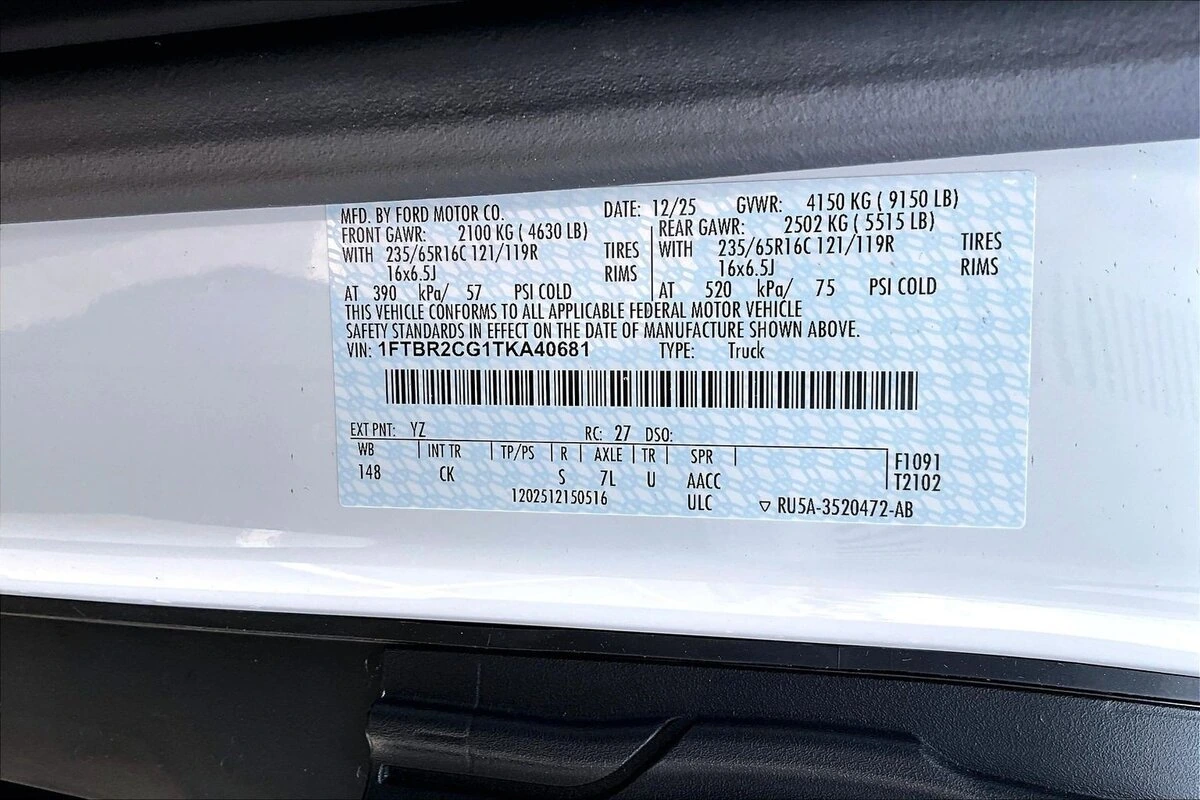 MFD. BY FORD MOTOR CO. DATE: 12/25 GVWR: 4150 KG ( 9150 LB)
FRONT GAWR: 2100 KG ( 4630 LB) REAR GAWR: 2502 KG ( 5515 LB)
WITH 235/65R16C 121/119R TIRES WITH 235/65R16C 121/119R TIRES
16x6.5J RIMS 16x6.5J RIMS
AT 390 kPa/ 57 PSI COLD AT 520 kPa/ 75 PSI COLD
THIS VEHICLE CONFORMS TO ALL APPLICABLE FEDERAL MOTOR VEHICLE
SAFETY STANDARDS IN EFFECT ON THE DATE OF MANUFACTURE SHOWN ABOVE.
VIN: 1FTBR2CG1TKA40681 TYPE: Truck
EXT PNT: YZ RC: 27 DSO:
WB INT TR TP/PS R AXLE TR SPR F1091
148 CK S 7L U AACC T2102
1202512150516 ULC ▽ RU5A-3520472-AB